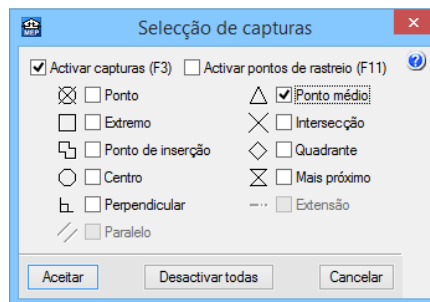 MEP Selecção de capturas
Activar capturas (F3) Activar pontos de rastreio (F11)
Ponto Ponto médio
Extremo Intersecção
Ponto de inserção Quadrante
Centro Mais próximo
Perpendicular Extensão
Paralelo
Aceitar Desactivar todas Cancelar